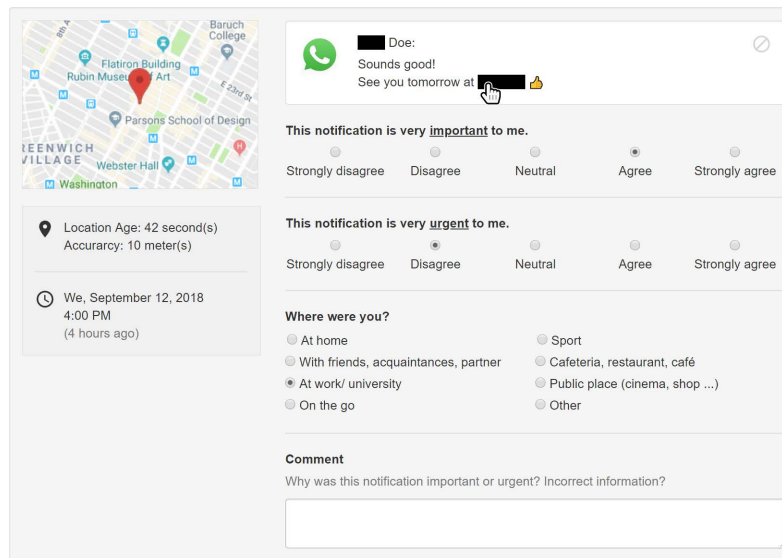 8th A
Baruch
College
Flatiron Building
Rubin Museum of Art
E 23rd St
Parsons School of Design
REENWICH
VILLAGE
Webster Hall
Washington
Location Age: 42 second(s)
Accurarcy: 10 meter(s)
We, September 12, 2018
4:00 PM
(4 hours ago)
Doe:
Sounds good!
See you tomorrow at 👍
This notification is very important to me.
Strongly disagree Disagree Neutral Agree Strongly agree
This notification is very urgent to me.
Strongly disagree Disagree Neutral Agree Strongly agree
Where were you?
At home Sport
With friends, acquaintances, partner Cafeteria, restaurant, café
At work/ university Public place (cinema, shop ...)
On the go Other
Comment
Why was this notification important or urgent? Incorrect information?